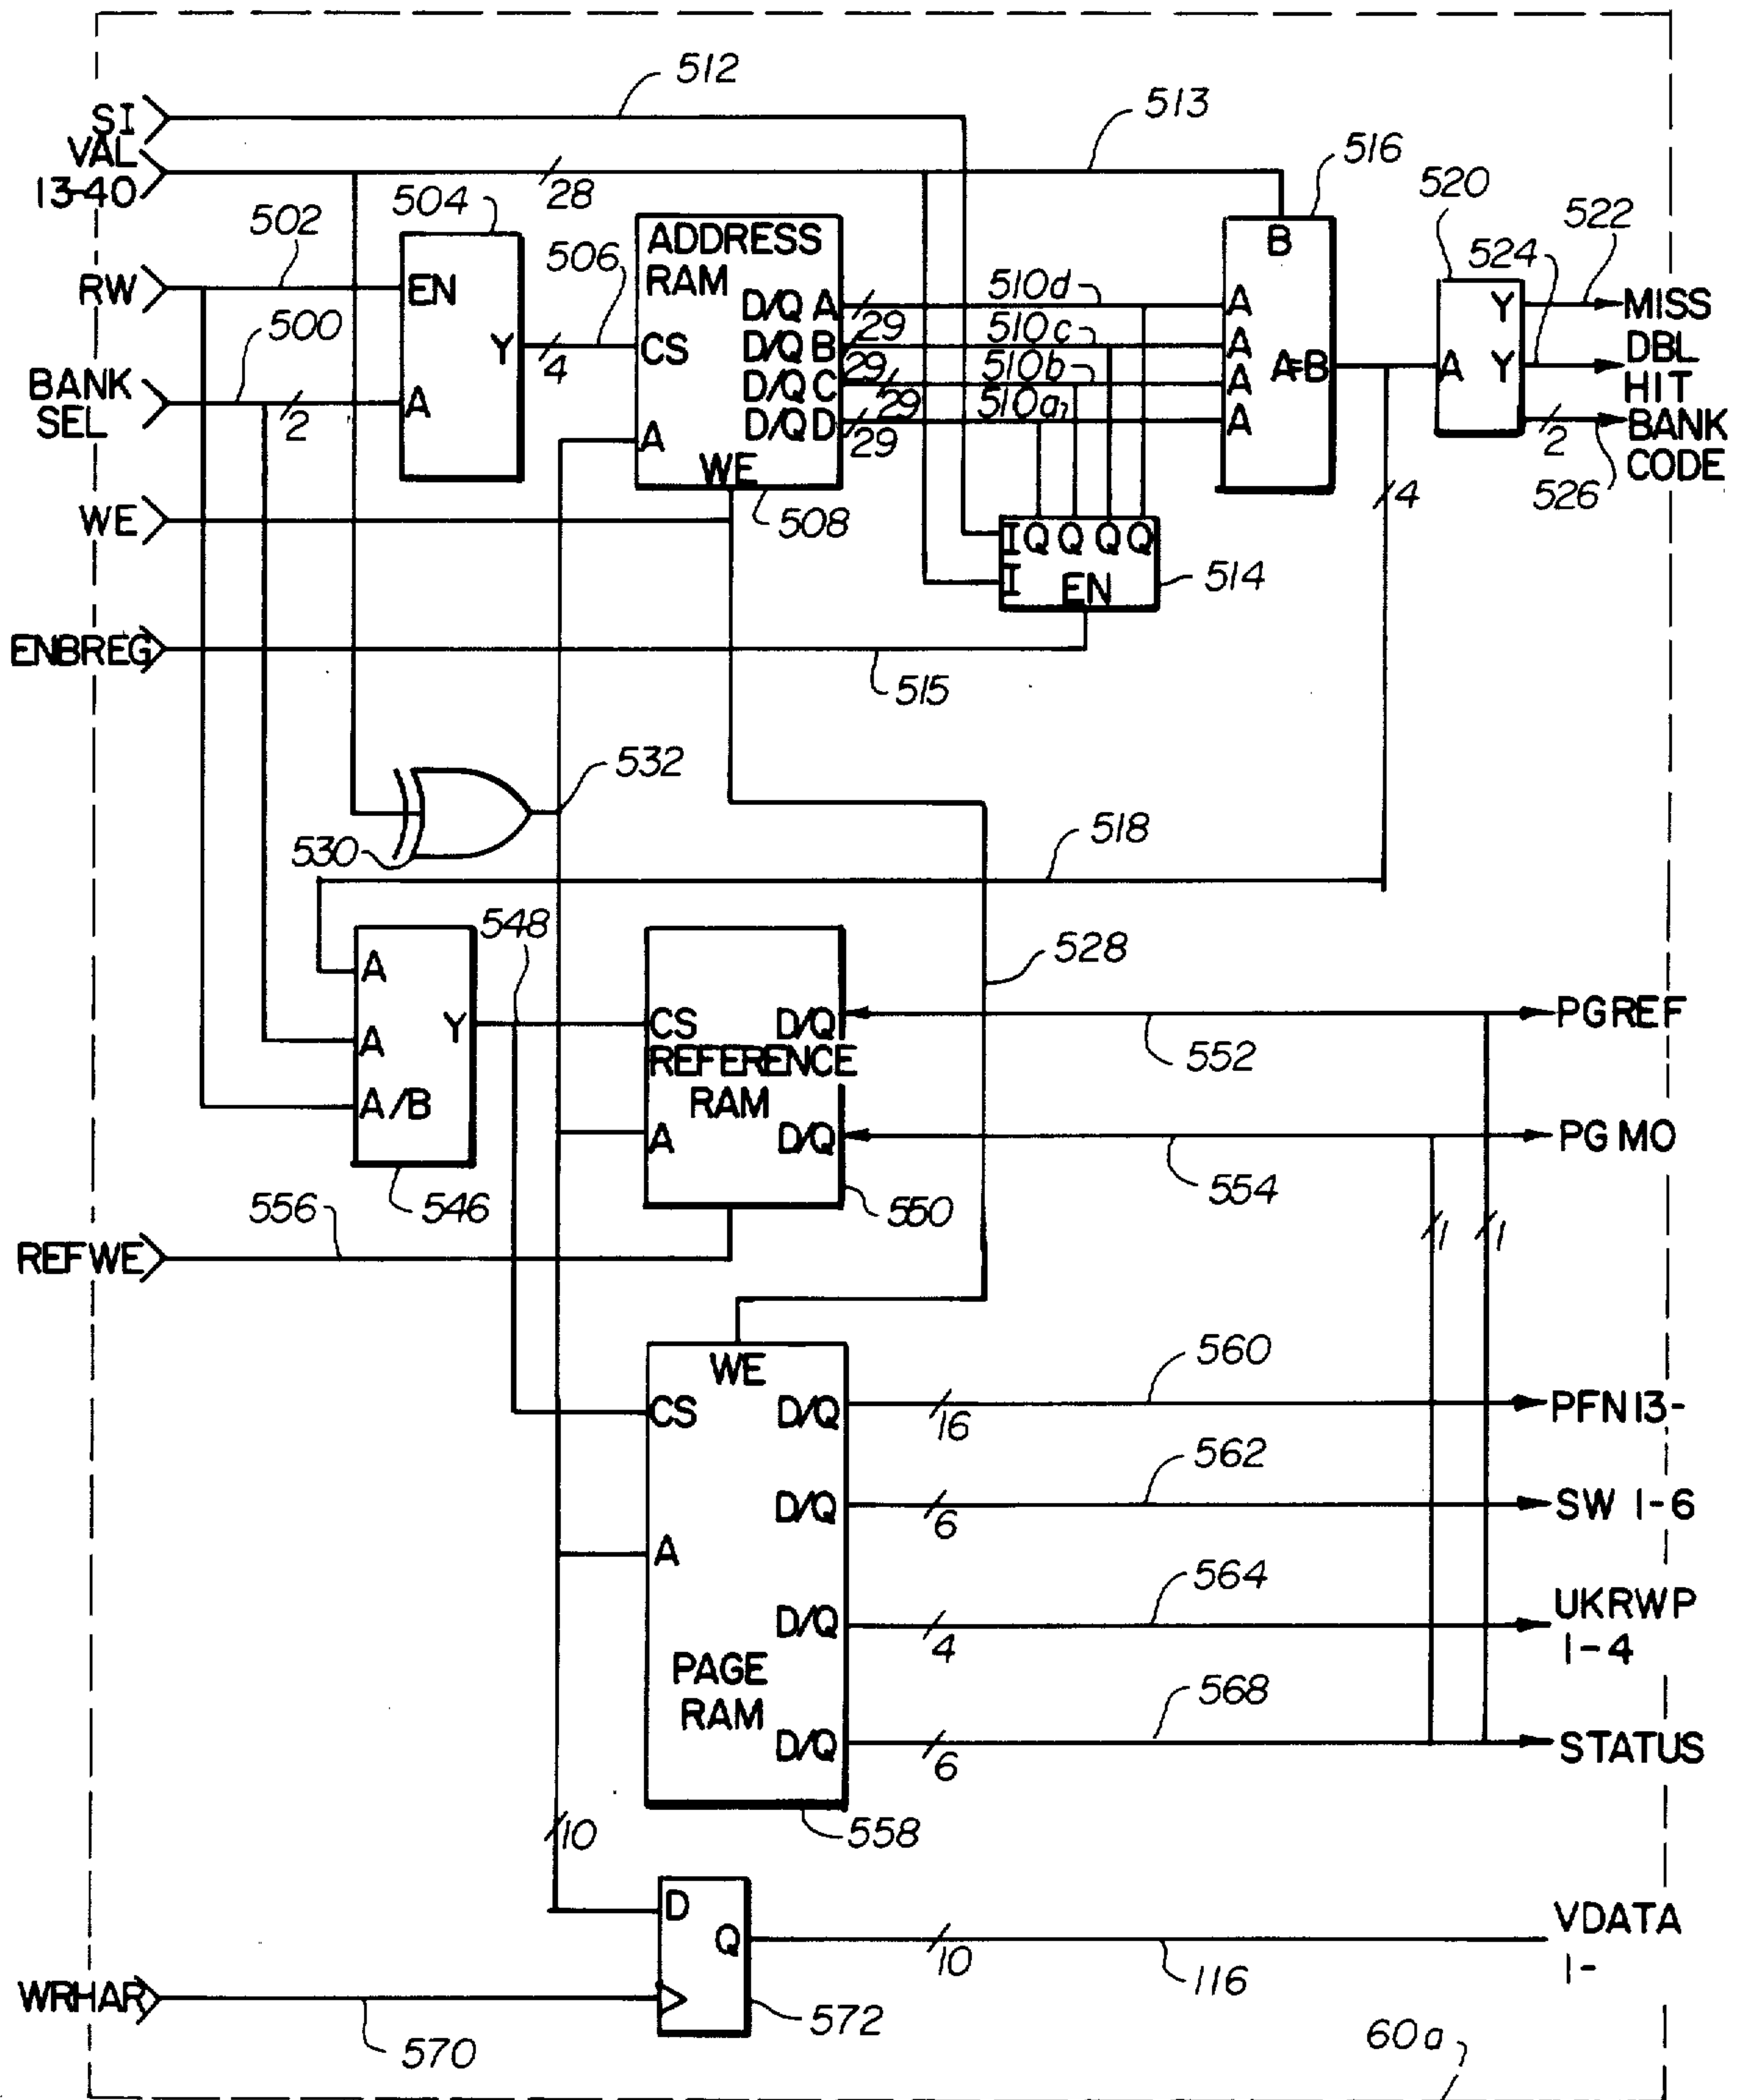 512
SI
VAL
13-40
28
513
516
504
502
520
522
524
506
ADDRESS
RAM
B
RW
EN
510d
D/Q A
29
A
Y
MISS
500
Y
4
CS
D/Q B
29
510c
A
A=B
A
Y
DBL
HIT
BANK
SEL
2
A
D/Q C
29
510b
A
D/Q D
29
510a
A
2
BANK
CODE
526
A
WE
508
4
WE
I Q Q Q Q
I
EN
514
ENBREG
515
532
530
518
548
528
A
A
Y
A/B
546
CS
D/Q
REFERENCE
RAM
A
D/Q
550
552
PGREF
554
PGMO
1
1
556
REFWE
WE
CS
D/Q
16
560
PFN13-
D/Q
6
562
SW 1-6
A
D/Q
4
564
UKRWP
1-4
PAGE
RAM
D/Q
6
568
STATUS
558
10
D
Q
10
116
VDATA
1-
WRHAR
570
572
60a